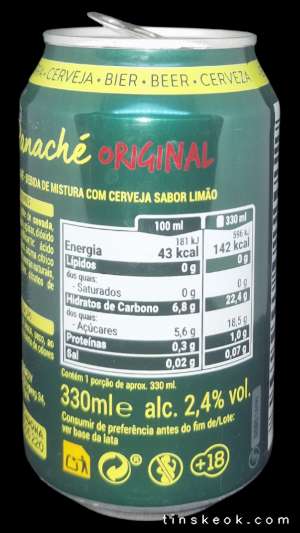 CERVEJA • BIER • BEER • CERVEZA
anaché ORIGINAL
BEBIDA DE MISTURA COM CERVEJA SABOR LIMÃO
100 ml 330 ml
181 kJ 596 kJ
Energia 43 kcal 142 kcal
Lípidos 0 g 0 g
dos quais:
- Saturados 0 g 0 g
Hidratos de Carbono 6,8 g 22,4 g
dos quais:
- Açúcares 5,6 g 18,5 g
Proteínas 0,3 g 1,0 g
Sal 0,02 g 0,07 g
Contém 1 porção de aprox. 330 ml.
330ml e alc. 2,4% vol.
Consumir de preferência antes do fim de/Lote:
ver base da lata
+18
tinskeok.com